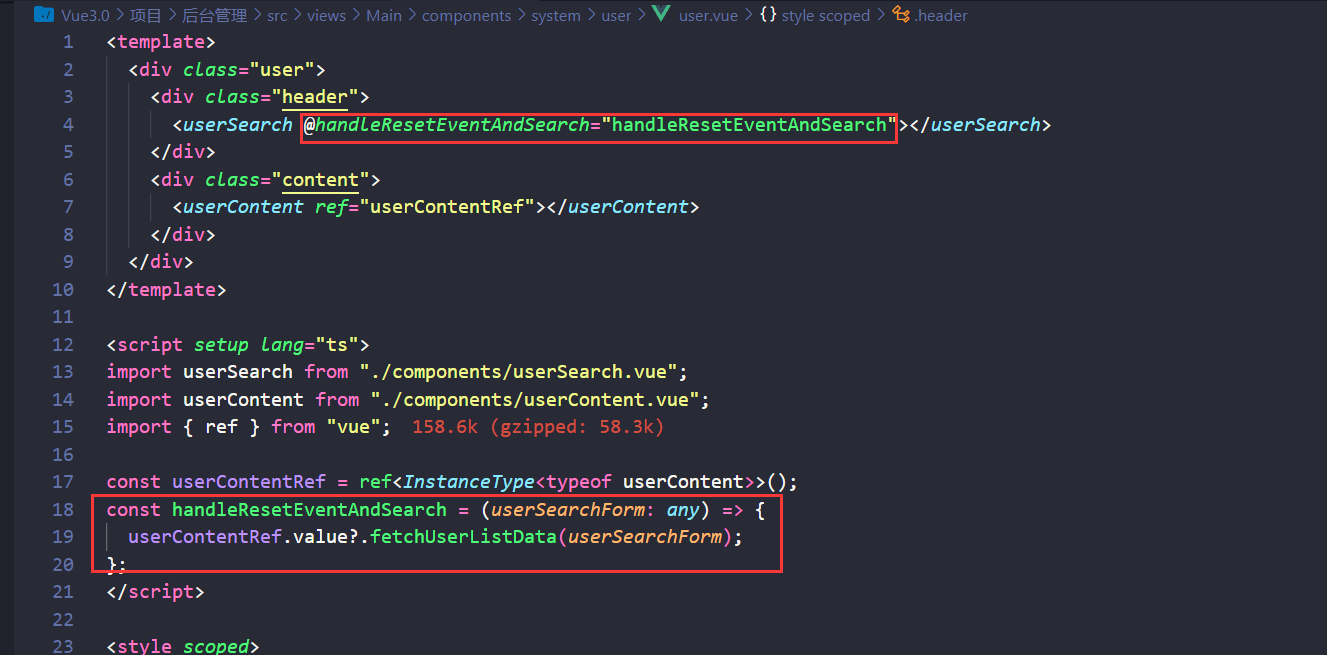 Vue3.0 > 项目 > 后台管理 > src > views > Main > components > system > user > user.vue > {} style scoped > .header
1 <template>
2 <div class="user">
3 <div class="header">
4 <userSearch @handleResetEventAndSearch="handleResetEventAndSearch"></userSearch>
5 </div>
6 <div class="content">
7 <userContent ref="userContentRef"></userContent>
8 </div>
9 </div>
10 </template>
11
12 <script setup lang="ts">
13 import userSearch from "./components/userSearch.vue";
14 import userContent from "./components/userContent.vue";
15 import { ref } from "vue"; 158.6k (gzipped: 58.3k)
16
17 const userContentRef = ref<InstanceType<typeof userContent>>();
18 const handleResetEventAndSearch = (userSearchForm: any) => {
19 userContentRef.value?.fetchUserListData(userSearchForm);
20 };
21 </script>
22
23 <style scoped>